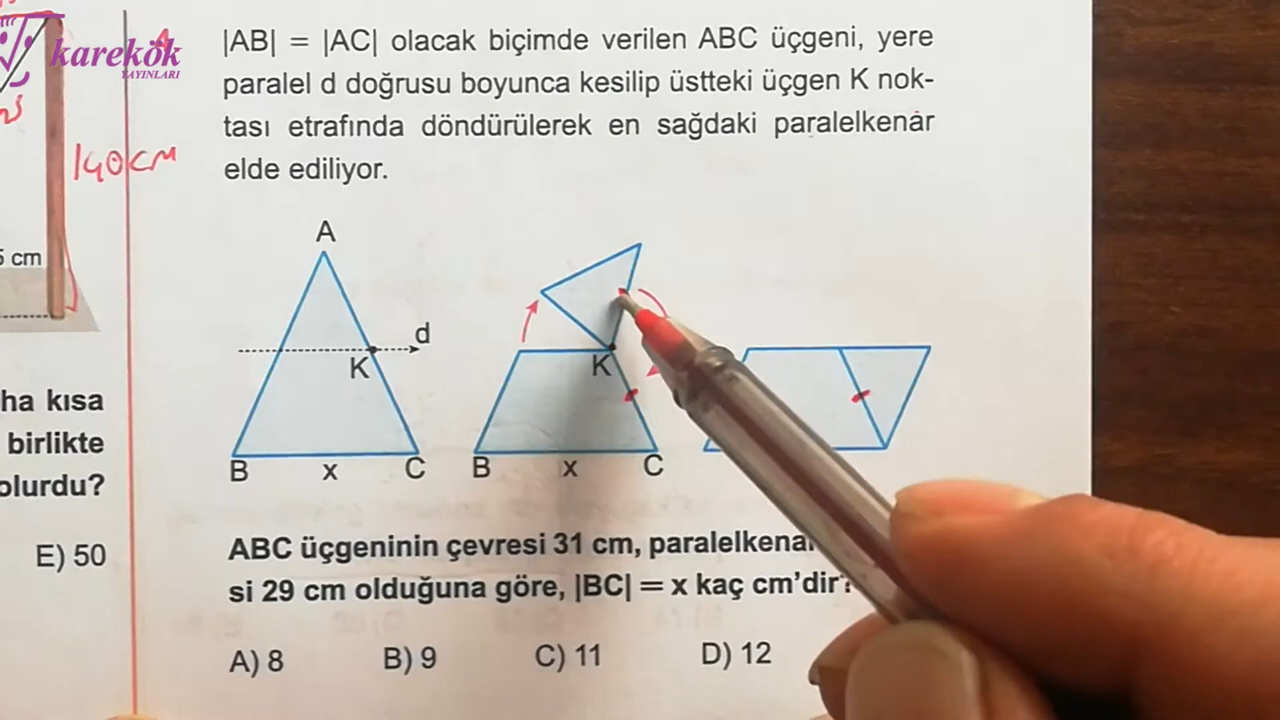 karekök
YAYINLARI
|AB| = |AC| olacak biçimde verilen ABC üçgeni, yere
paralel d doğrusu boyunca kesilip üstteki üçgen K nok-
tası etrafında döndürülerek en sağdaki paralelkenar
elde ediliyor.
140 cm
5 cm
A
d
K
B
x
C
K
B
x
C
ha kısa
birlikte
olurdu?
E) 50
ABC üçgeninin çevresi 31 cm,
si 29 cm olduğuna göre, |BC| = x kaç cm'dir?
A) 8
B) 9
C) 11
D) 12